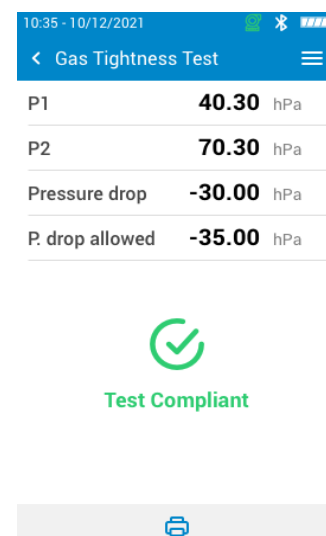 10:35 - 10/12/2021
Gas Tightness Test
P1 40.30 hPa
P2 70.30 hPa
Pressure drop -30.00 hPa
P. drop allowed -35.00 hPa
Test Compliant